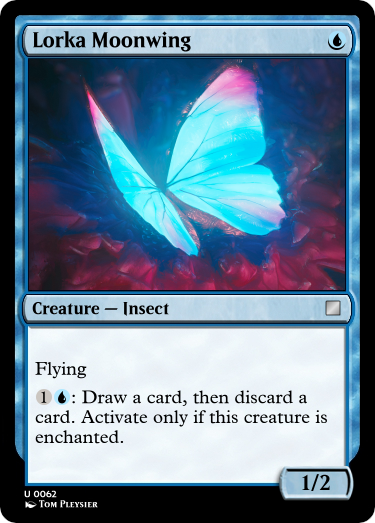 Lorka Moonwing
Creature — Insect
Flying
1: Draw a card, then discard a
card. Activate only if this creature is
enchanted.
1/2
U 0062
Tom Pleysier